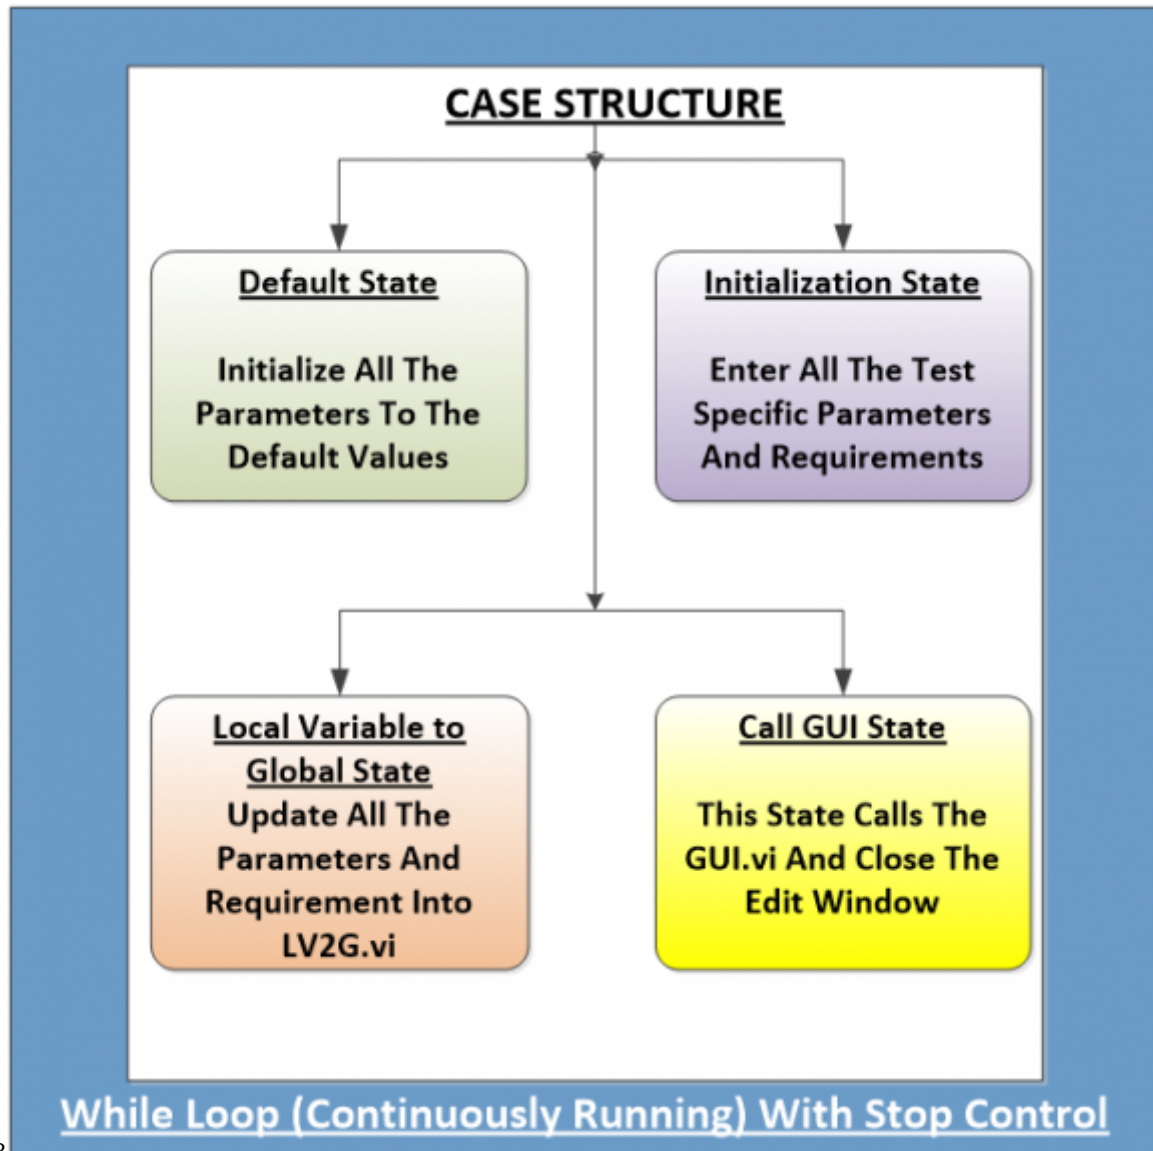 CASE STRUCTURE
Default State
Initialize All The
Parameters To The
Default Values
Initialization State
Enter All The Test
Specific Parameters
And Requirements
Local Variable to
Global State
Update All The
Parameters And
Requirement Into
LV2G.vi
Call GUI State
This State Calls The
GUI.vi And Close The
Edit Window
While Loop (Continuously Running) With Stop Control